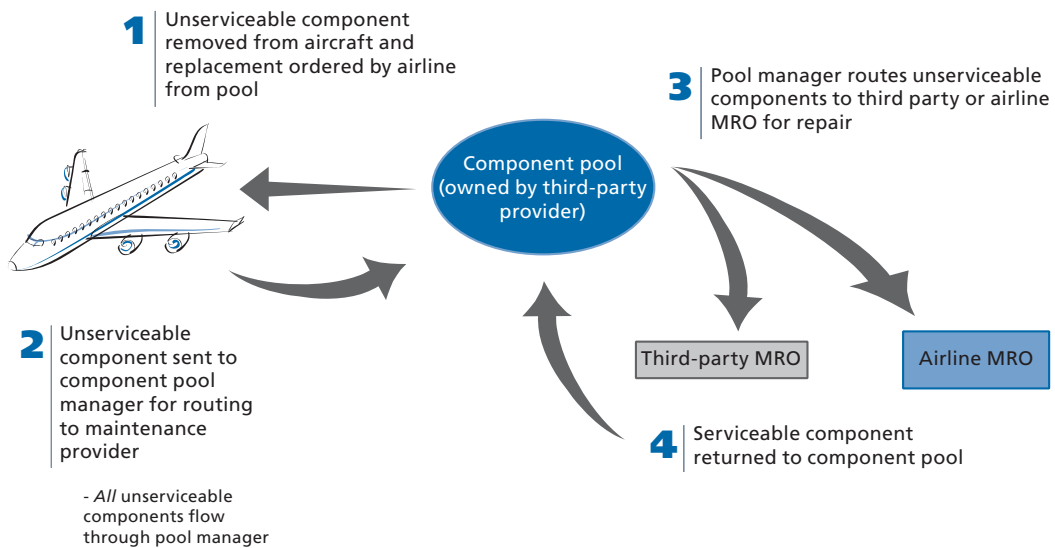 1
Unserviceable component
removed from aircraft and
replacement ordered by airline
from pool
3
Pool manager routes unserviceable
components to third party or airline
MRO for repair
Component pool
(owned by third-party
provider)
2
Unserviceable
component sent to
component pool
manager for routing
to maintenance
provider
- All unserviceable
components flow
through pool manager
Third-party MRO
Airline MRO
4
Serviceable component
returned to component pool